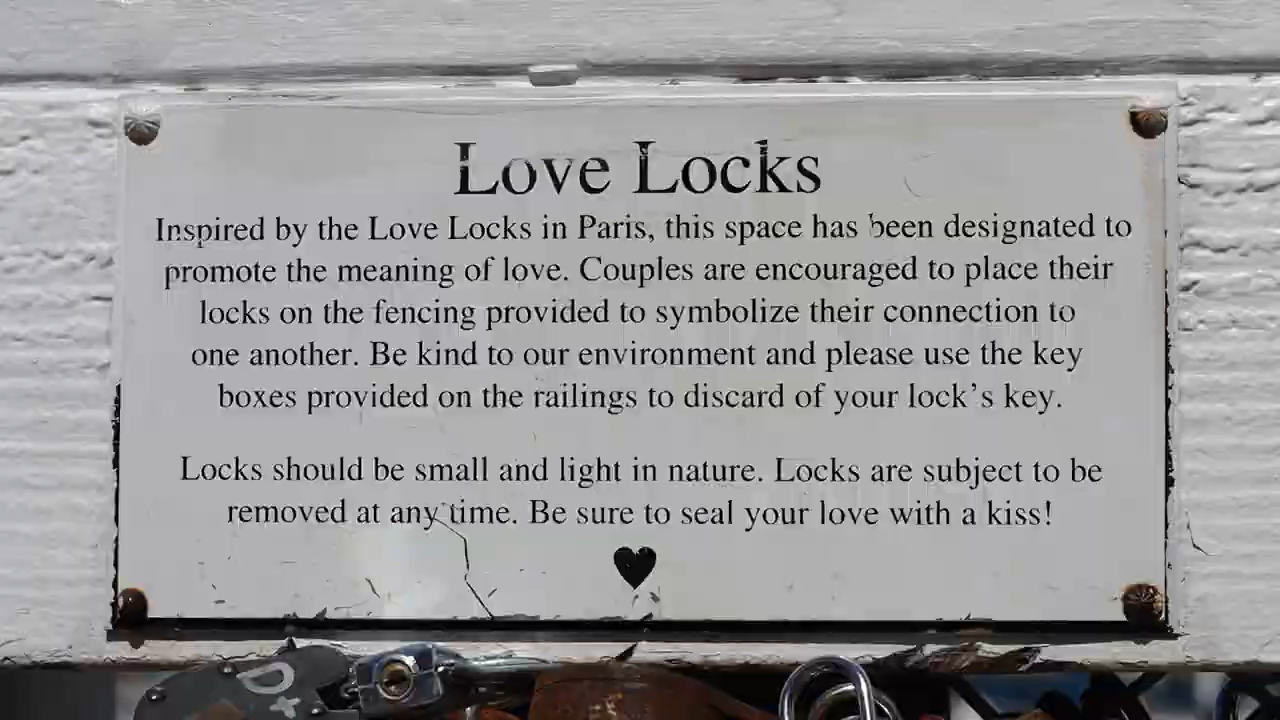 Love Locks
Inspired by the Love Locks in Paris, this space has been designated to
promote the meaning of love. Couples are encouraged to place their
locks on the fencing provided to symbolize their connection to
one another. Be kind to our environment and please use the key
boxes provided on the railings to discard of your lock's key.
Locks should be small and light in nature. Locks are subject to be
removed at any time. Be sure to seal your love with a kiss!